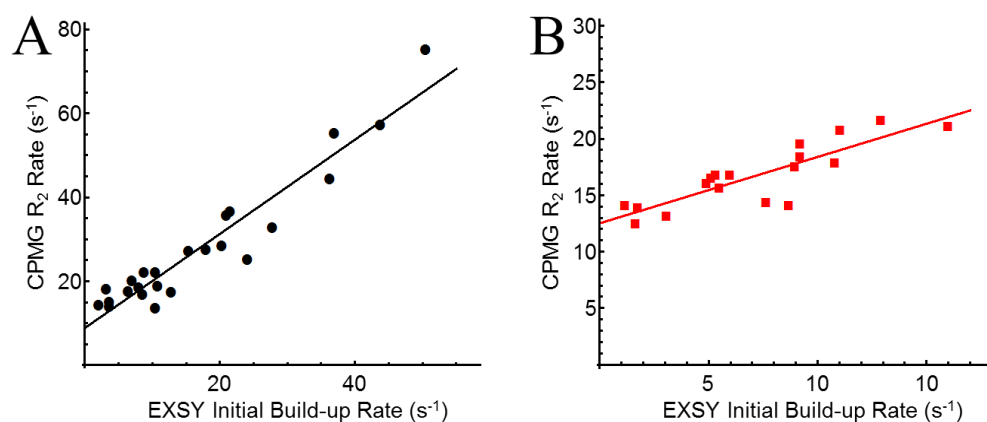 A
80
60
40
20
CPMG R₂ Rate (s⁻¹)
20
40
EXSY Initial Build-up Rate (s⁻¹)
B
30
25
20
15
10
5
CPMG R₂ Rate (s⁻¹)
5
10
10
EXSY Initial Build-up Rate (s⁻¹)